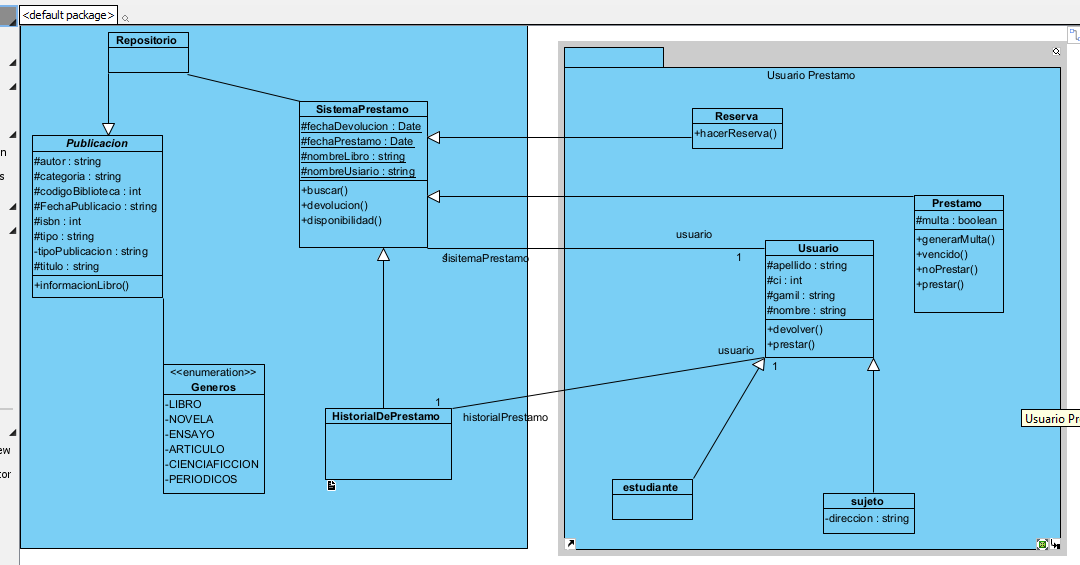 <default package>
Repositorio
Publicacion
#autor : string
#categoria : string
#codigoBiblioteca : int
#FechaPublicacio : string
#isbn : int
#tipo : string
-tipoPublicacion : string
#titulo : string
+informacionLibro()
<<enumeration>>
Generos
-LIBRO
-NOVELA
-ENSAYO
-ARTICULO
-CIENCIAFICCION
-PERIODICOS
SistemaPrestamo
#fechaDevolucion : Date
#fechaPrestamo : Date
#nombreLibro : string
#nombreUsiario : string
+buscar()
+devolucion()
+disponibilidad()
sisitemaPrestamo
usuario
1
1
HistorialDePrestamo
historialPrestamo
usuario
1
Usuario Prestamo
Reserva
+hacerReserva()
Prestamo
#multa : boolean
+generarMulta()
+vencido()
+noPrestar()
+prestar()
Usuario
#apellido : string
#ci : int
#gamil : string
#nombre : string
+devolver()
+prestar()
estudiante
sujeto
-direccion : string
Usuario Pr